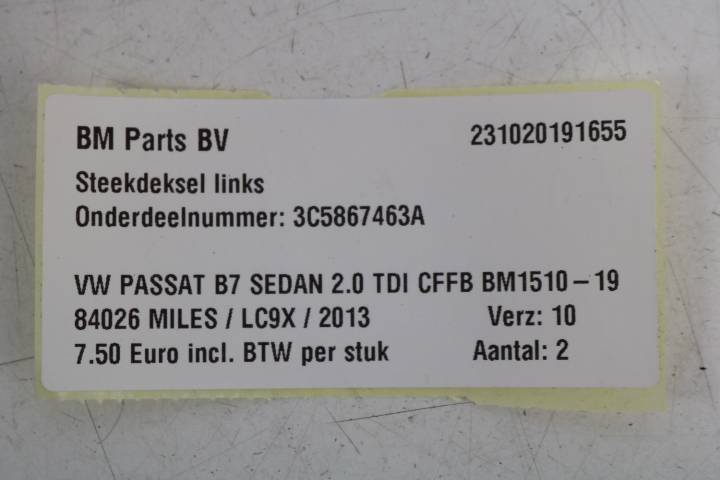 BM Parts BV 231020191655
Steekdeksel links
Onderdeelnummer: 3C5867463A
VW PASSAT B7 SEDAN 2.0 TDI CFFB BM1510-19
84026 MILES / LC9X / 2013 Verz: 10
7.50 Euro incl. BTW per stuk Aantal: 2